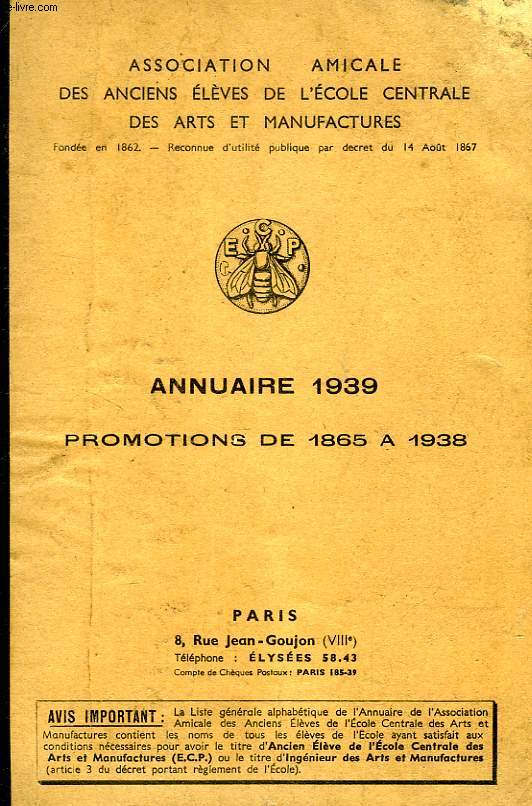 e-livre.com
ASSOCIATION AMICALE
DES ANCIENS ÉLÈVES DE L'ÉCOLE CENTRALE
DES ARTS ET MANUFACTURES
Fondée en 1862. — Reconnue d'utilité publique par decret du 14 Août 1867
E C P
ANNUAIRE 1939
PROMOTIONS DE 1865 A 1938
PARIS
8, Rue Jean-Goujon (VIIIe)
Téléphone : ÉLYSÉES 58.43
Compte de Chèques Postaux : PARIS 185-39
AVIS IMPORTANT : La Liste générale alphabétique de l'Annuaire de l'Association
Amicale des Anciens Élèves de l'École Centrale des Arts et
Manufactures contient les noms de tous les élèves de l'Ecole ayant satisfait aux
conditions nécessaires pour avoir le titre d'Ancien Élève de l'École Centrale des
Arts et Manufactures (E.C.P.) ou le titre d'Ingénieur des Arts et Manufactures
(article 3 du décret portant règlement de l'École).